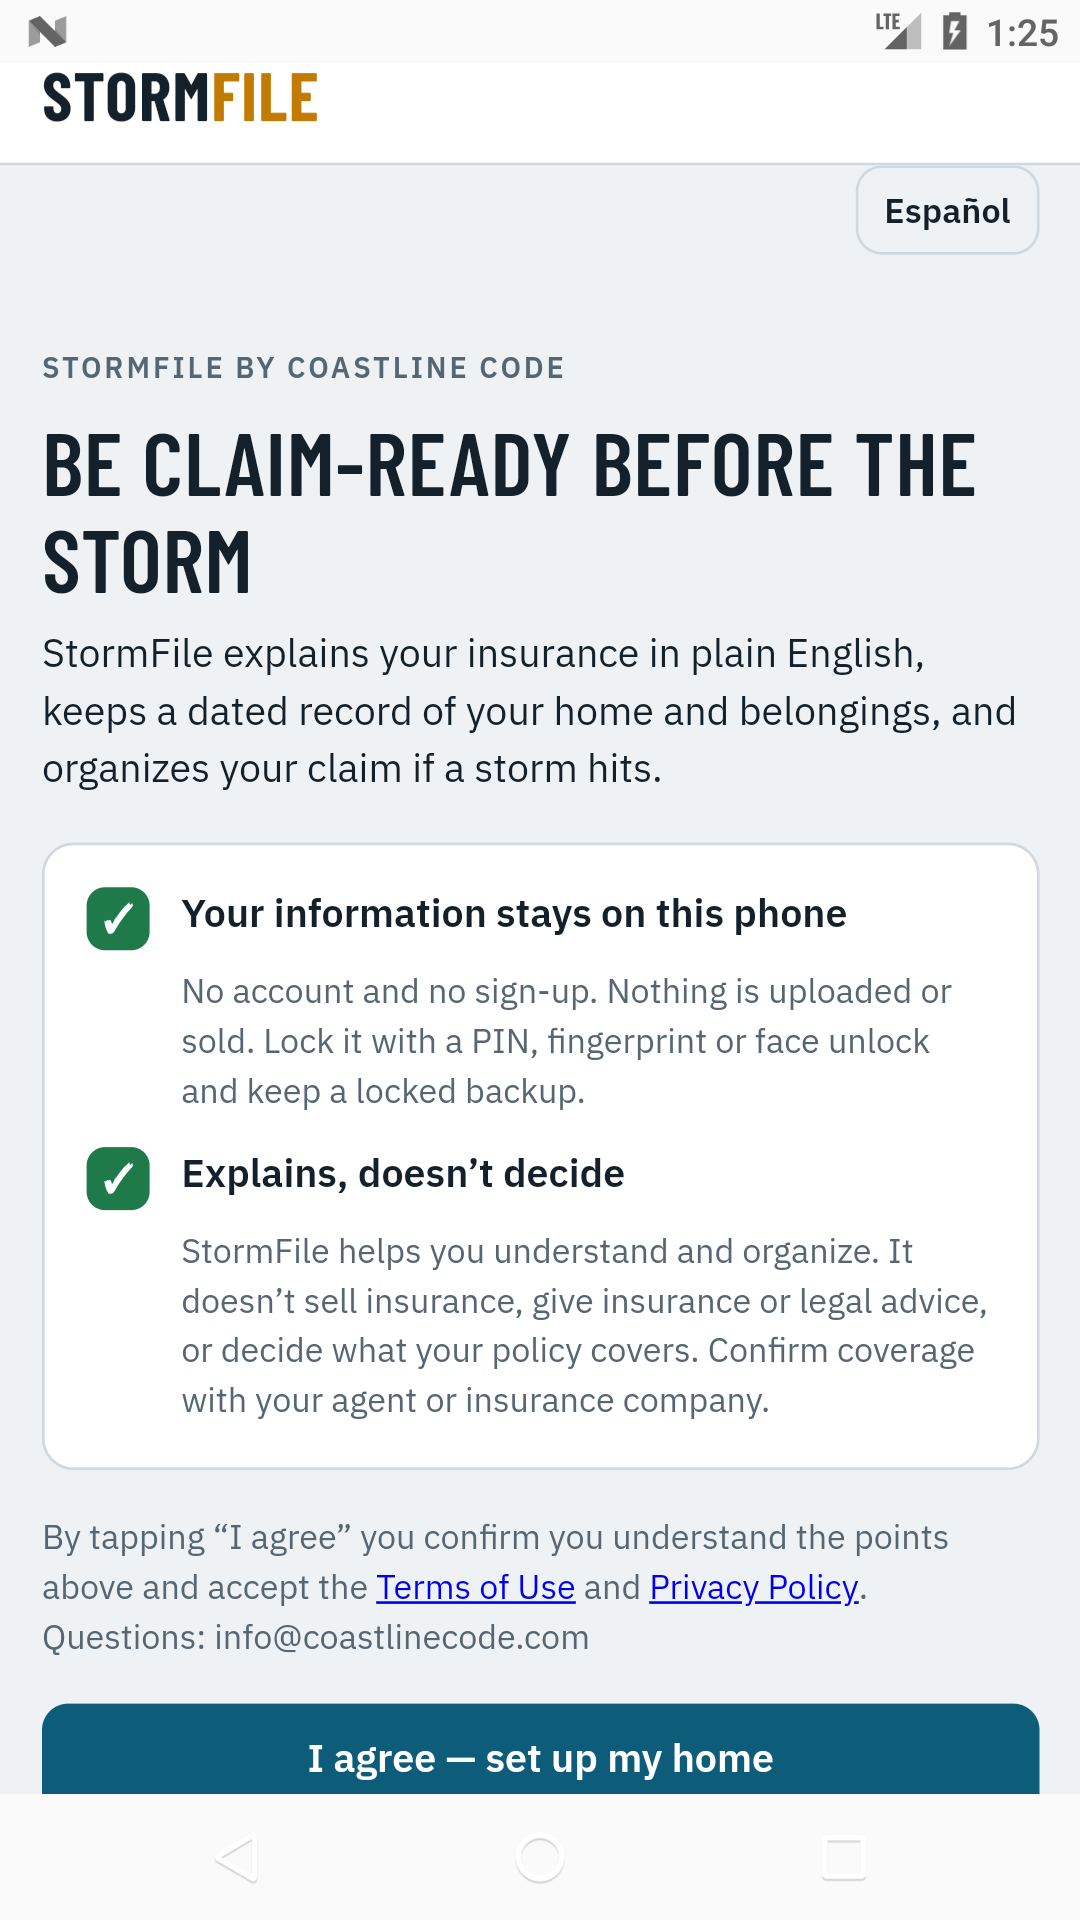 LTE 1:25
STORMFILE
Español
STORMFILE BY COASTLINE CODE
BE CLAIM-READY BEFORE THE
STORM
StormFile explains your insurance in plain English,
keeps a dated record of your home and belongings, and
organizes your claim if a storm hits.
Your information stays on this phone
No account and no sign-up. Nothing is uploaded or
sold. Lock it with a PIN, fingerprint or face unlock
and keep a locked backup.
Explains, doesn’t decide
StormFile helps you understand and organize. It
doesn’t sell insurance, give insurance or legal advice,
or decide what your policy covers. Confirm coverage
with your agent or insurance company.
By tapping “I agree” you confirm you understand the points
above and accept the Terms of Use and Privacy Policy.
Questions: info@coastlinecode.com
I agree — set up my home